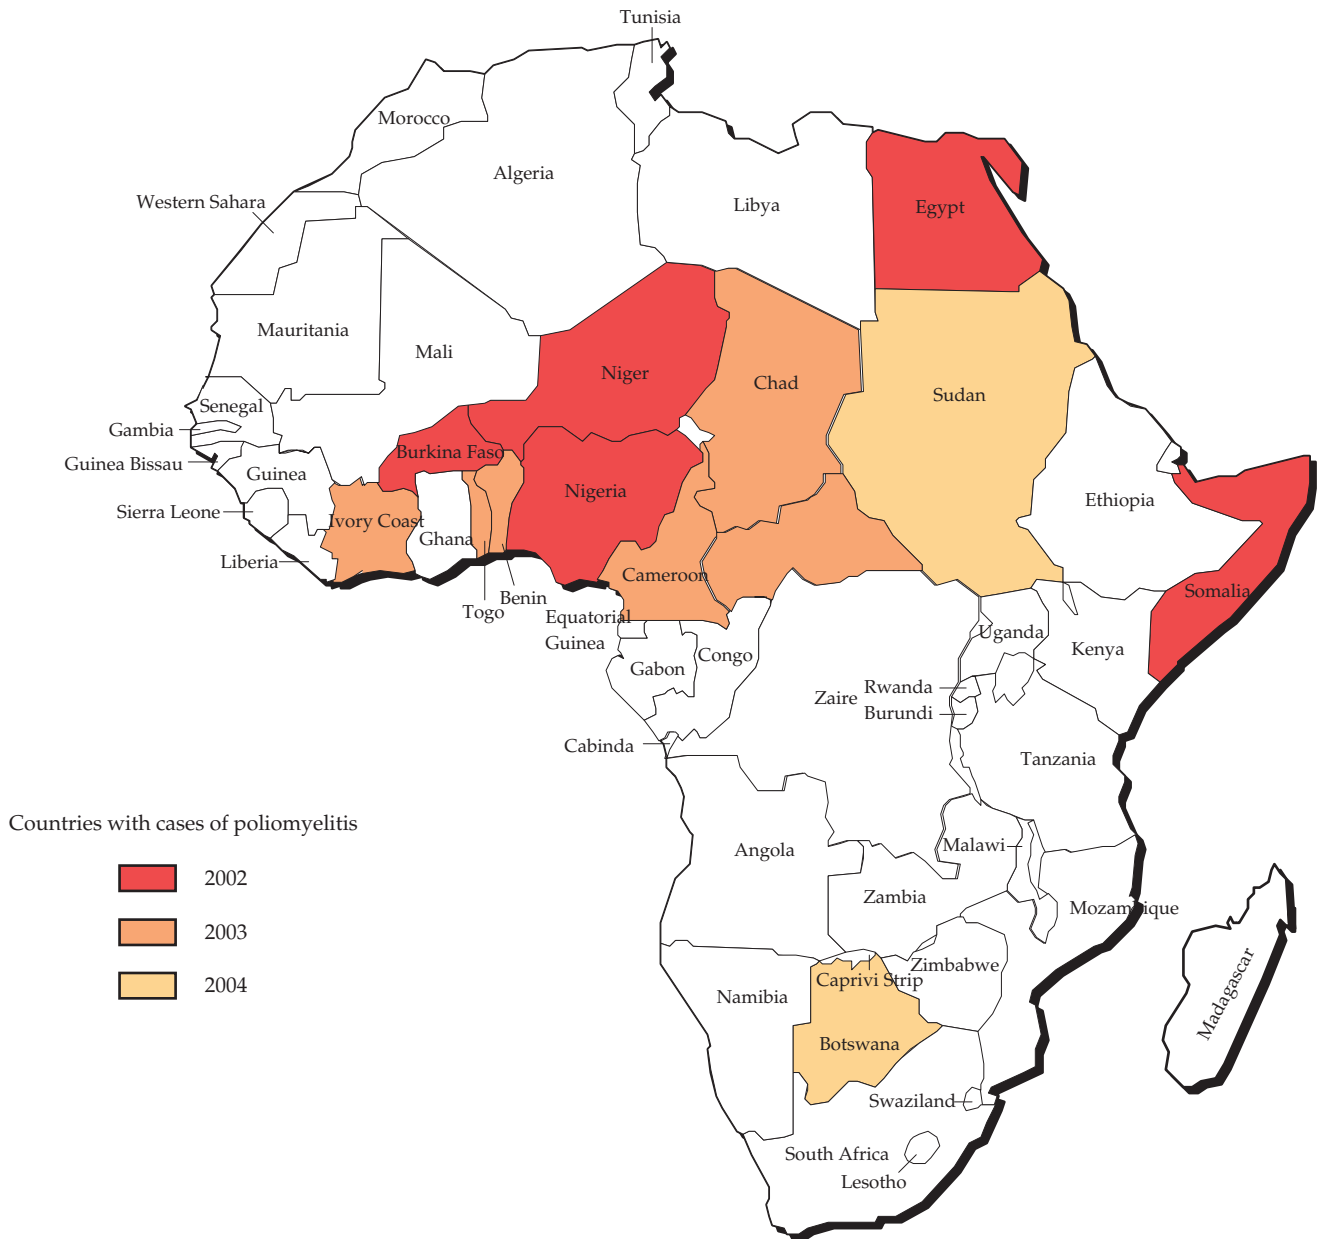 Tunisia
Morocco
Algeria
Western Sahara
Libya
Egypt
Mauritania
Mali
Niger
Chad
Sudan
Senegal
Gambia
Burkina Faso
Guinea Bissau
Guinea
Nigeria
Ethiopia
Sierra Leone
Ivory Coast
Ghana
Liberia
Cameroon
Somalia
Togo
Benin
Equatorial
Guinea
Uganda
Kenya
Gabon
Congo
Zaire
Rwanda
Burundi
Cabinda
Tanzania
Countries with cases of poliomyelitis
2002
2003
2004
Angola
Malawi
Zambia
Mozambique
Zimbabwe
Caprivi Strip
Namibia
Madagascar
Botswana
Swaziland
South Africa
Lesotho